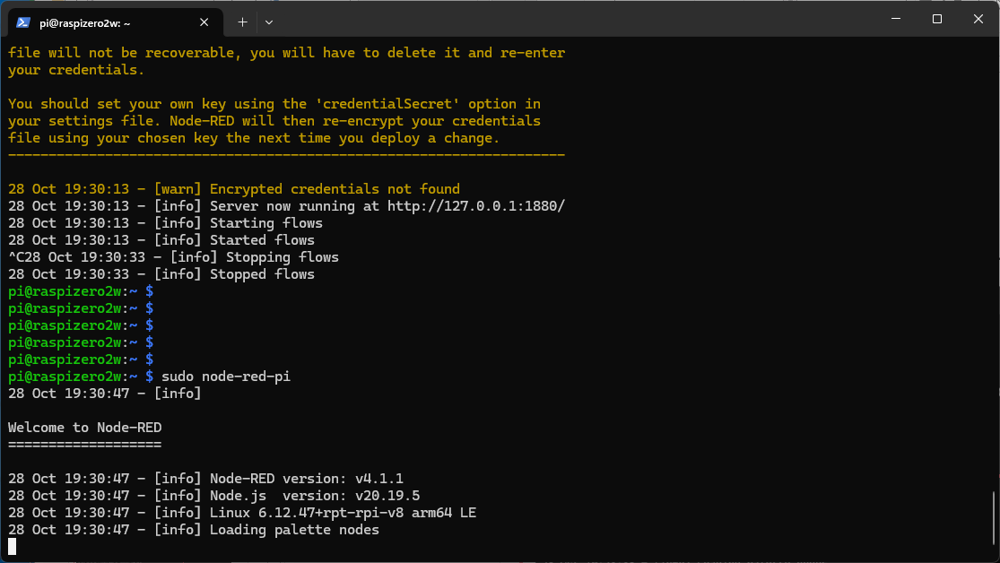 pi@raspizero2w: ~
file will not be recoverable, you will have to delete it and re-enter
your credentials.
You should set your own key using the 'credentialSecret' option in
your settings file. Node-RED will then re-encrypt your credentials
file using your chosen key the next time you deploy a change.
---------------------------------------------------------------------
28 Oct 19:30:13 - [warn] Encrypted credentials not found
28 Oct 19:30:13 - [info] Server now running at http://127.0.0.1:1880/
28 Oct 19:30:13 - [info] Starting flows
28 Oct 19:30:13 - [info] Started flows
^C28 Oct 19:30:33 - [info] Stopping flows
28 Oct 19:30:33 - [info] Stopped flows
pi@raspizero2w:~ $
pi@raspizero2w:~ $
pi@raspizero2w:~ $
pi@raspizero2w:~ $
pi@raspizero2w:~ $
pi@raspizero2w:~ $ sudo node-red-pi
28 Oct 19:30:47 - [info]
Welcome to Node-RED
===================
28 Oct 19:30:47 - [info] Node-RED version: v4.1.1
28 Oct 19:30:47 - [info] Node.js  version: v20.19.5
28 Oct 19:30:47 - [info] Linux 6.12.47+rpt-rpi-v8 arm64 LE
28 Oct 19:30:47 - [info] Loading palette nodes